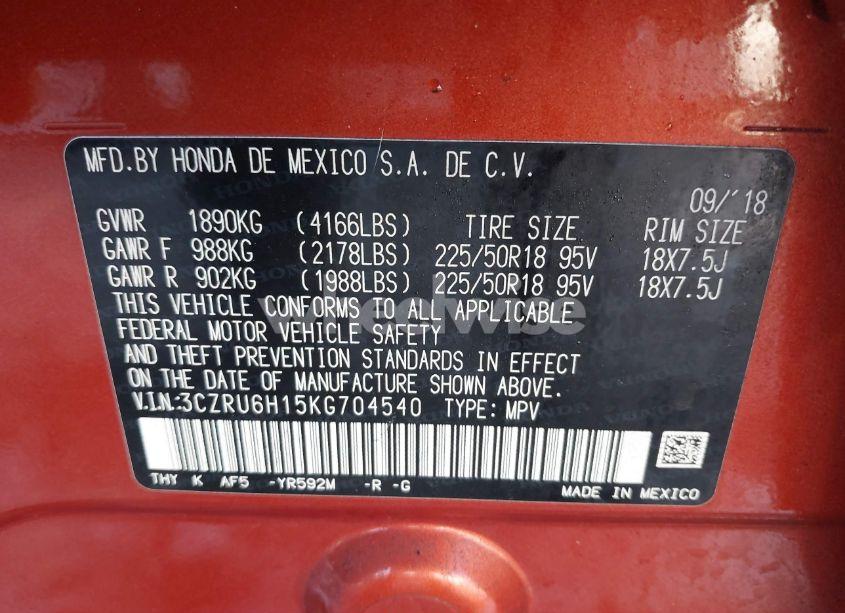 MFD.BY HONDA DE MEXICO S.A. DE C.V.
09/'18
GVWR 1890KG (4166LBS) TIRE SIZE RIM SIZE
GAWR F 988KG (2178LBS) 225/50R18 95V 18X7.5J
GAWR R 902KG (1988LBS) 225/50R18 95V 18X7.5J
THIS VEHICLE CONFORMS TO ALL APPLICABLE
FEDERAL MOTOR VEHICLE SAFETY
AND THEFT PREVENTION STANDARDS IN EFFECT
ON THE DATE OF MANUFACTURE SHOWN ABOVE.
V.I.N:3CZRU6H15KG704540 TYPE: MPV
THY K AF5 -YR592M -R -G
MADE IN MEXICO
wheelwise